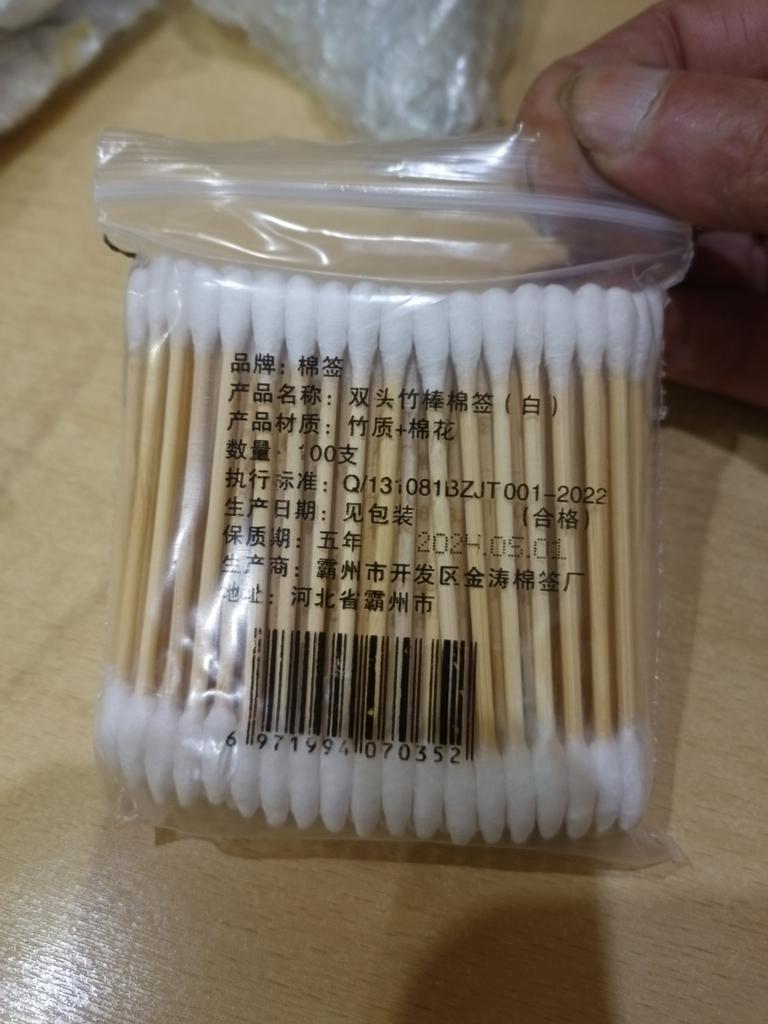 品牌：棉签
产品名称：双头竹棒棉签（白）
产品材质：竹质+棉花
数量：100支
执行标准：Q/131081BZJT001-2022
生产日期：见包装 （合格）
保质期：五年 2024.05.01
生产商：霸州市开发区金涛棉签厂
地址：河北省霸州市
6 971994 070352